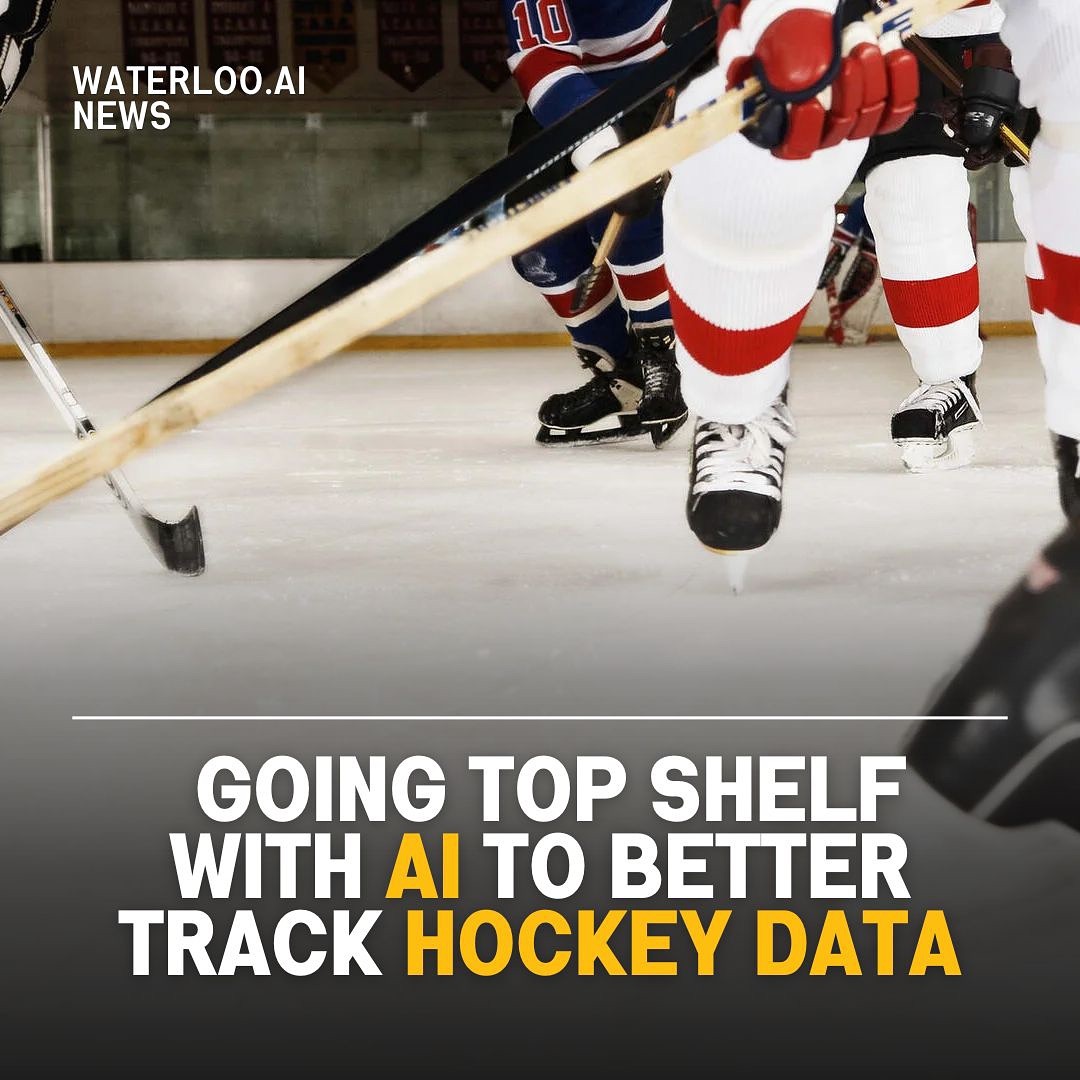 WATERLOO.AI
NEWS
10
GOING TOP SHELF
WITH AI TO BETTER
TRACK HOCKEY DATA